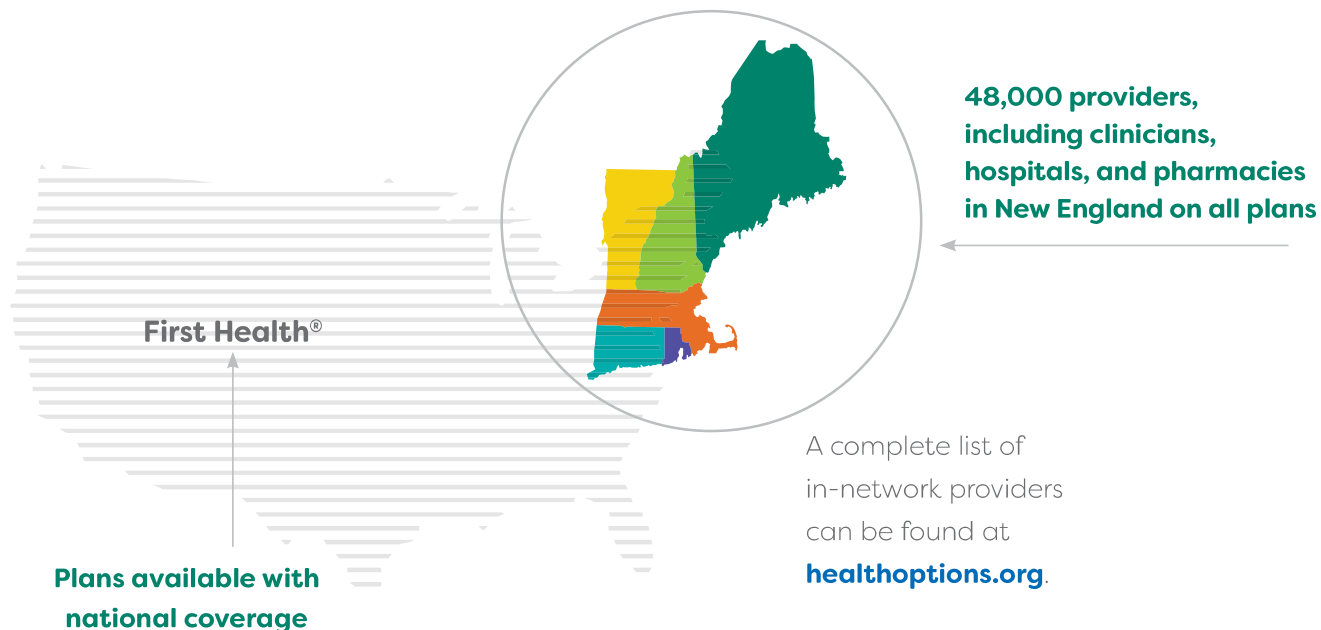 48,000 providers,
including clinicians,
hospitals, and pharmacies
in New England on all plans
First Health®
Plans available with
national coverage
A complete list of
in-network providers
can be found at
healthoptions.org.